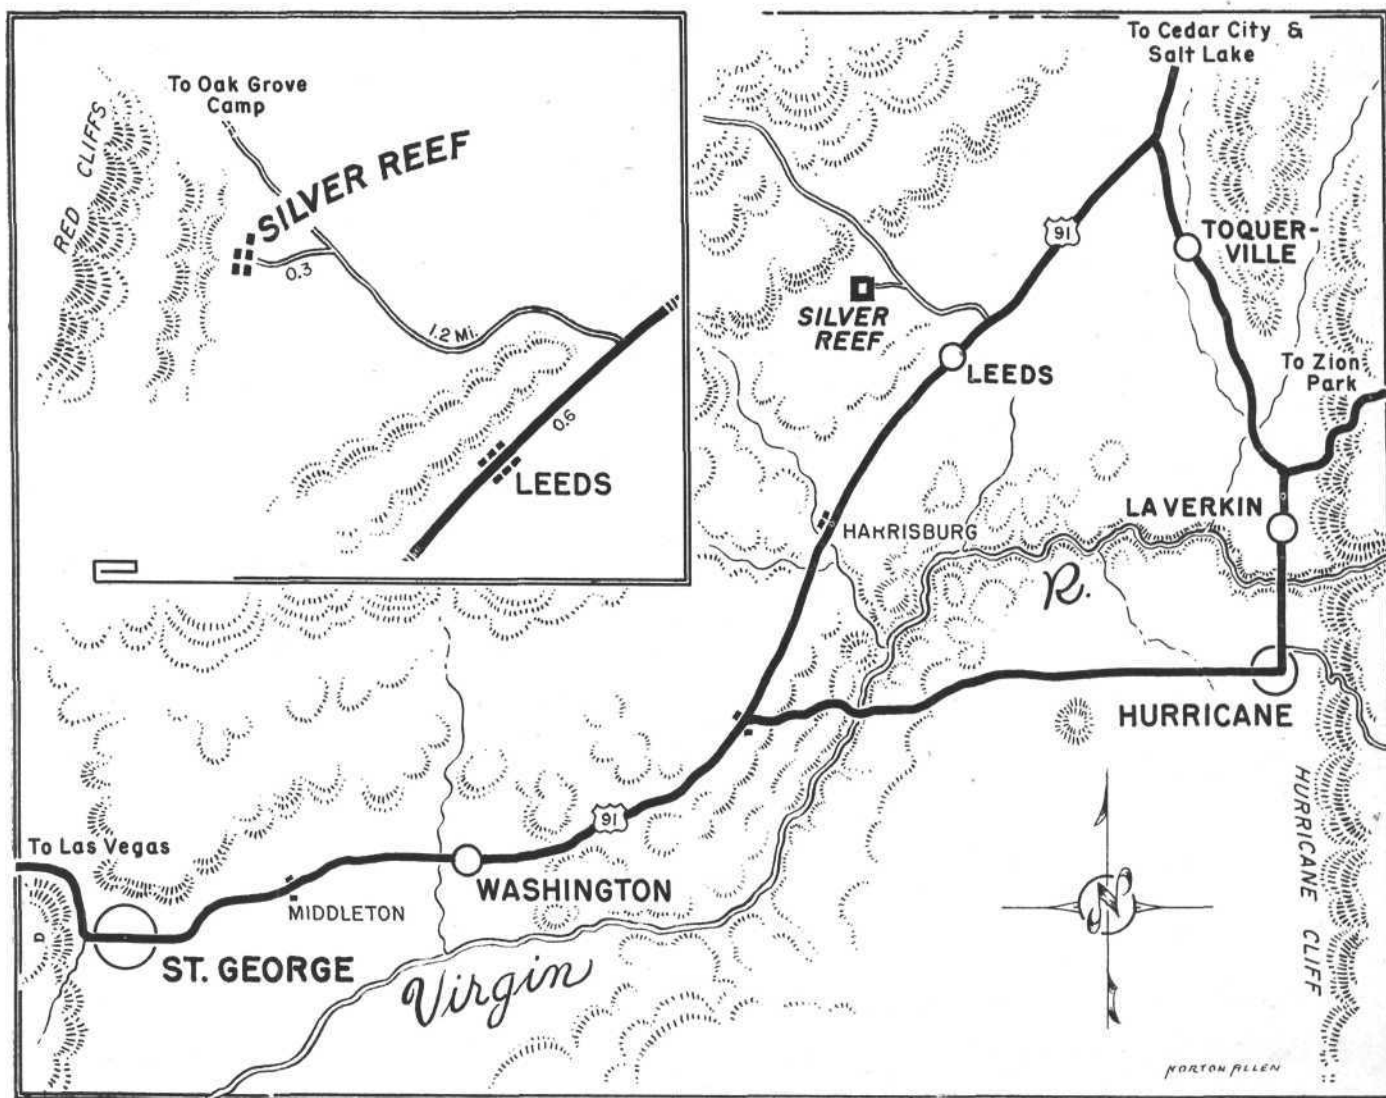 To Oak Grove
Camp
RED CLIFFS
SILVER REEF
0.3
1.2 Mi.
0.6
LEEDS
To Cedar City &
Salt Lake
91
TOQUER-
VILLE
SILVER
REEF
LEEDS
To Zion
Park
LA VERKIN
HARRISBURG
R.
HURRICANE
HURRICANE CLIFF
91
To Las Vegas
WASHINGTON
MIDDLETON
D
ST. GEORGE
Virgin
N
NORTON ALLEN